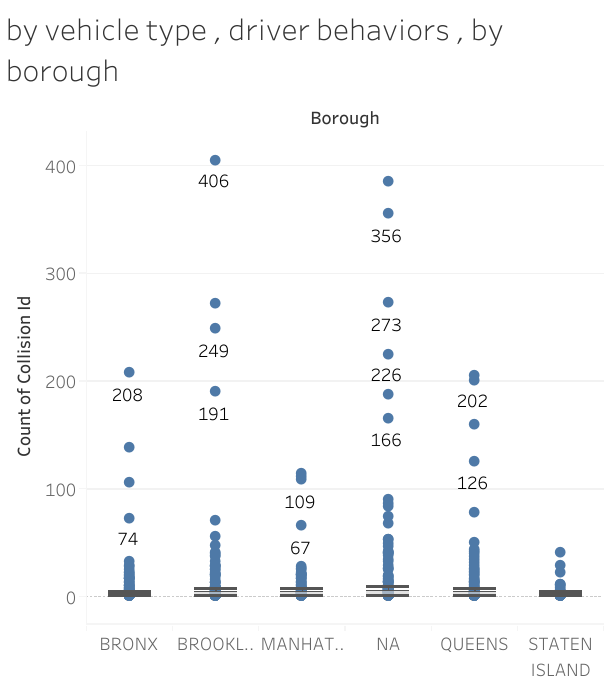 by vehicle type , driver behaviors , by
borough
Borough
400
406
356
300
273
249
226
208
202
200
191
166
126
109
100
74
67
0
Count of Collision Id
BRONX
BROOKL..
MANHAT..
NA
QUEENS
STATEN
ISLAND